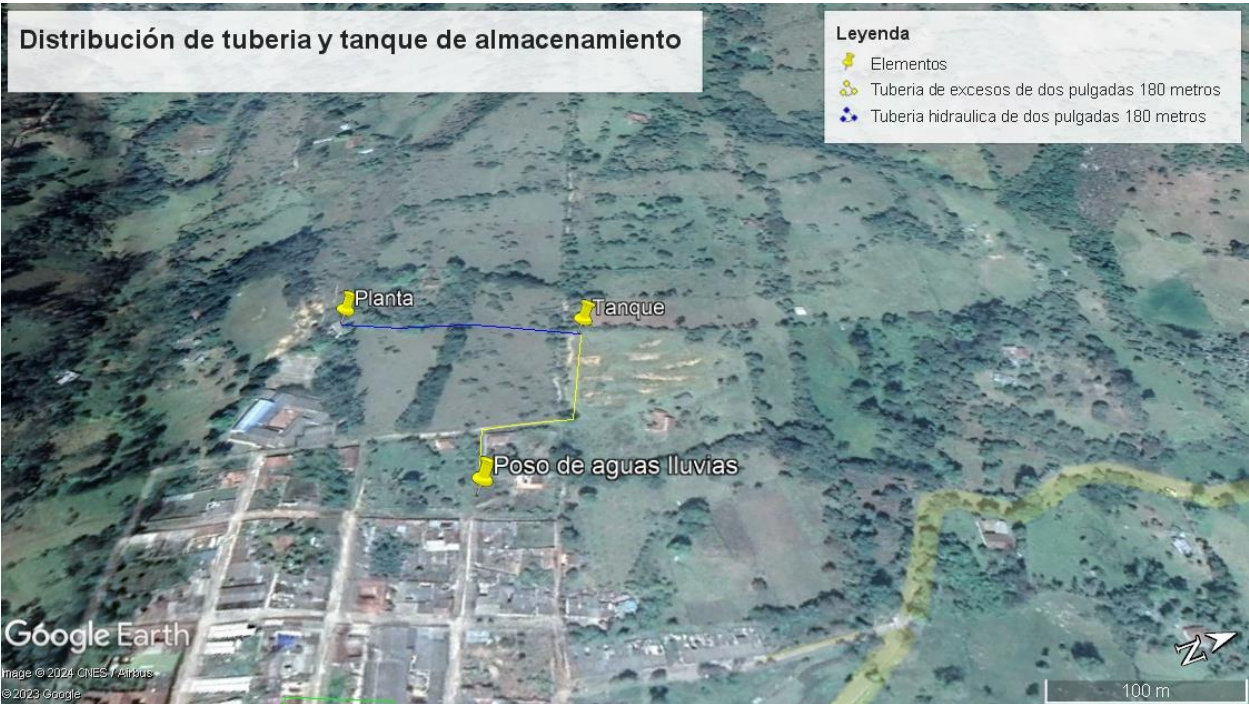 Distribución de tuberia y tanque de almacenamiento
Leyenda
Elementos
Tuberia de excesos de dos pulgadas 180 metros
Tuberia hidraulica de dos pulgadas 180 metros
Planta
Tanque
Poso de aguas lluvias
Google Earth
Image © 2024 CNES / Airbus
©2023 Google
N
100 m